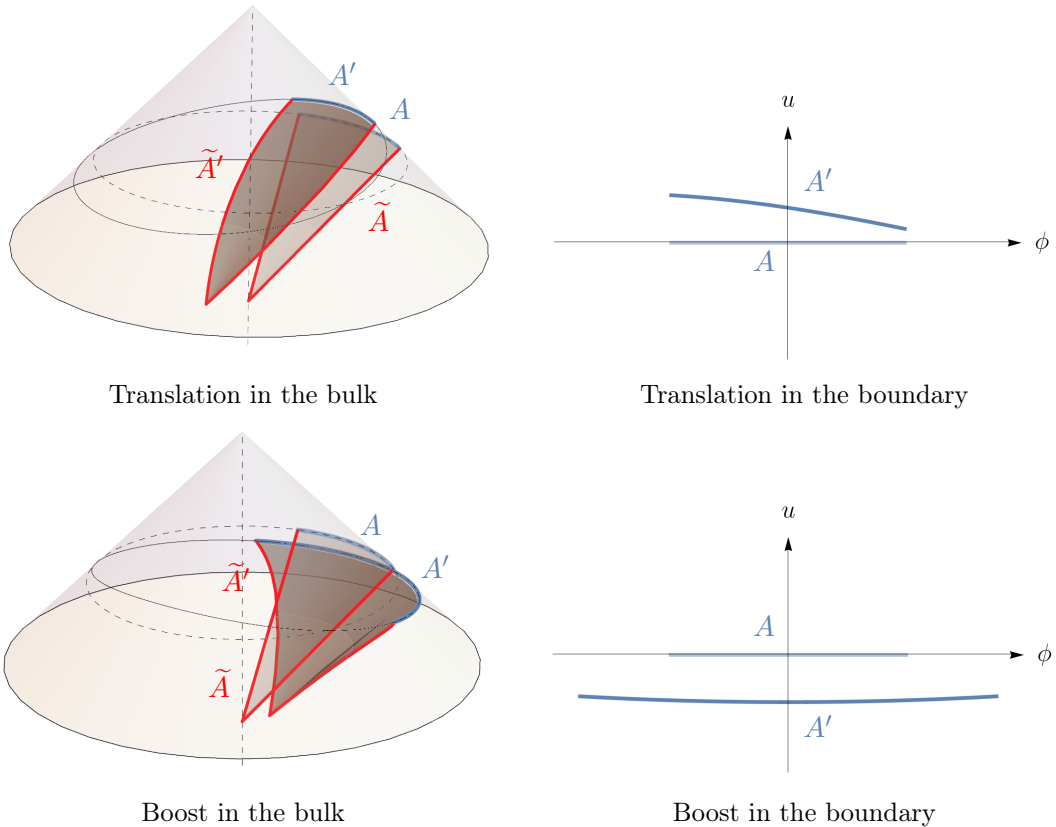 A′
A
Ã′
Ã
u
A′
A
ϕ
Translation in the bulk
Translation in the boundary
A
A′
Ã′
Ã
u
A
ϕ
A′
Boost in the bulk
Boost in the boundary